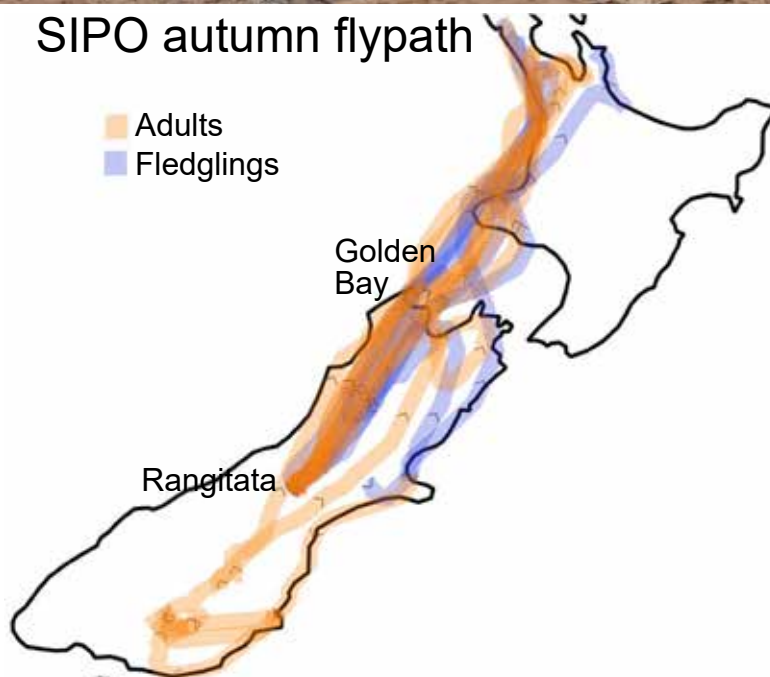 SIPO autumn flypath
Adults
Fledglings
Golden
Bay
Rangitata